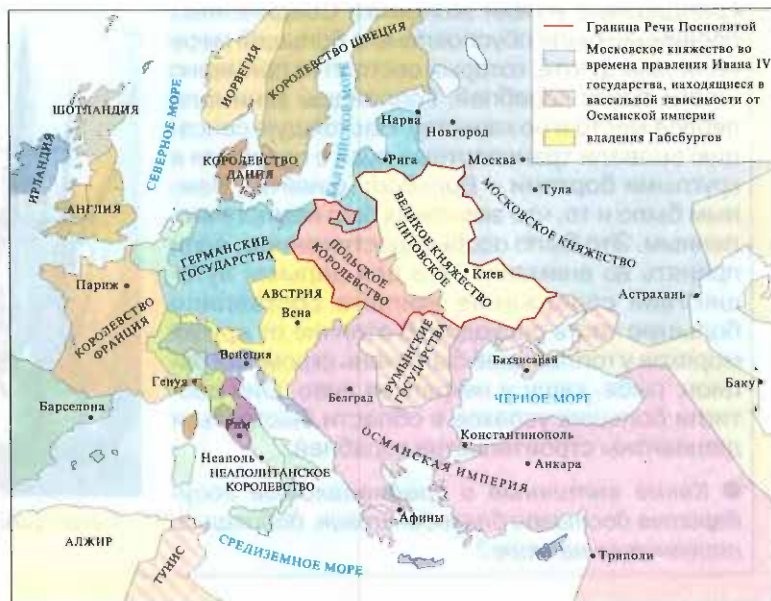 Граница Речи Посполитой
Московское княжество во
времена правления Ивана IV
государства, находящиеся в
вассальной зависимости от
Османской империи
владения Габсбургов
НОРВЕГИЯ
КОРОЛЕВСТВО ШВЕЦИЯ
ШОТЛАНДИЯ
СЕВЕРНОЕ МОРЕ
БАЛТИЙСКОЕ МОРЕ
Нарва
Новгород
ИРЛАНДИЯ
КОРОЛЕВСТВО
ДАНИЯ
Рига
Москва
АНГЛИЯ
Тула
МОСКОВСКОЕ КНЯЖЕСТВО
ГЕРМАНСКИЕ
ГОСУДАРСТВА
ПОЛЬСКОЕ
КОРОЛЕВСТВО
ВЕЛИКОЕ КНЯЖЕСТВО
ЛИТОВСКОЕ
Киев
Париж
КОРОЛЕВСТВО
ФРАНЦИЯ
АВСТРИЯ
Вена
Астрахань
Венеция
РУМЫНСКИЕ
ГОСУДАРСТВА
Бахчисарай
Генуя
Белград
ЧЕРНОЕ МОРЕ
Баку
Барселона
Рим
Константинополь
Неаполь
НЕАПОЛИТАНСКОЕ
КОРОЛЕВСТВО
ОСМАНСКАЯ ИМПЕРИЯ
Анкара
Афины
АЛЖИР
ТУНИС
СРЕДИЗЕМНОЕ МОРЕ
Триполи